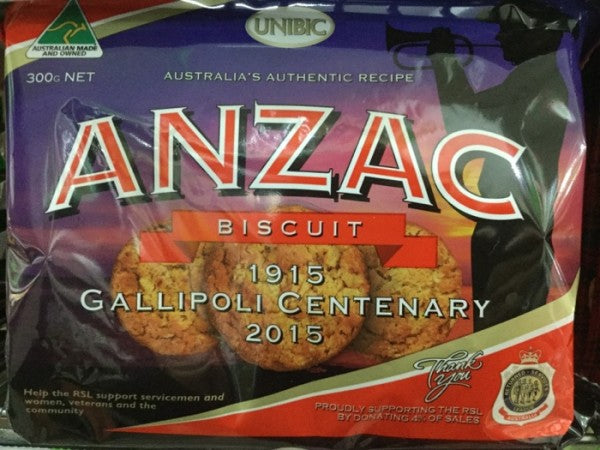 UNIBIC
AUSTRALIAN MADE
AND OWNED
300G NET
AUSTRALIA'S AUTHENTIC RECIPE
ANZAC
BISCUIT
1915
GALLIPOLI CENTENARY
2015
Thank
you
Help the RSL support servicemen and
women, veterans and the
community
PROUDLY SUPPORTING THE RSL
BY DONATING 4% OF SALES
AUSTRALIA